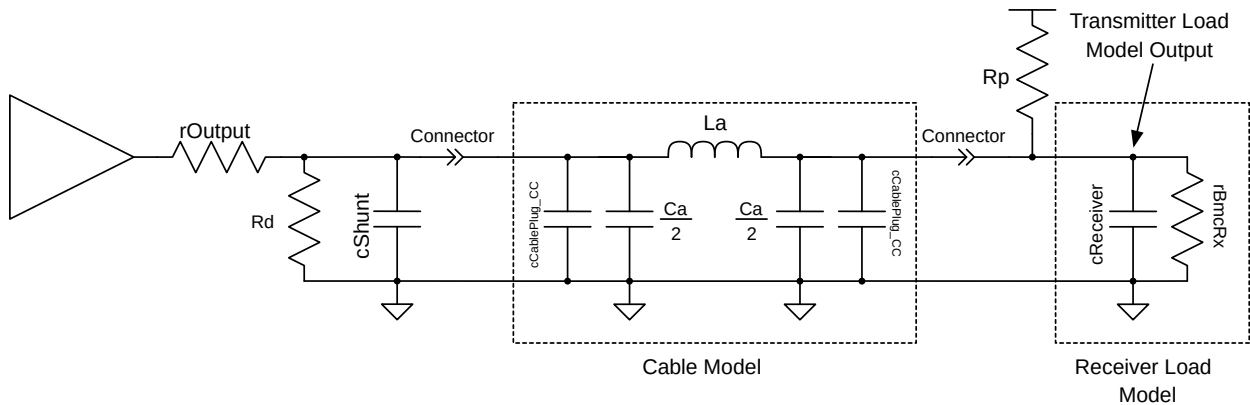 Transmitter Load
Model Output
Rp
rOutput
Connector
La
Connector
Rd
cShunt
cCablePlug_CC
Ca
2
Ca
2
cCablePlug_CC
cReceiver
rBmcRx
Cable Model
Receiver Load
Model